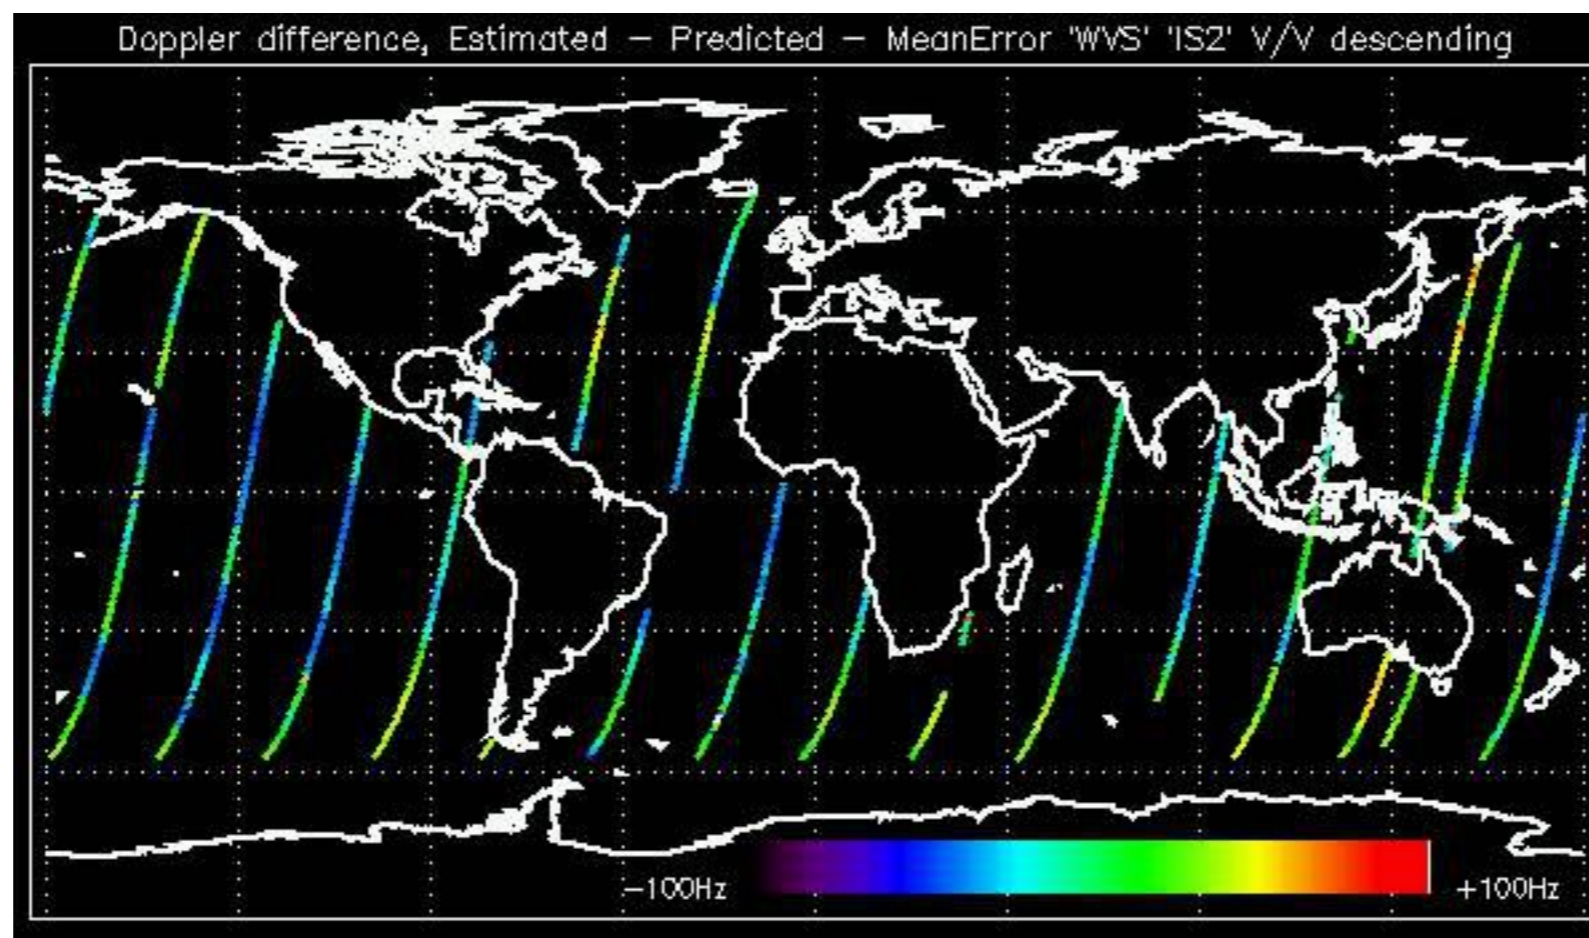 Doppler difference, Estimated – Predicted – MeanError 'WVS' 'IS2' V/V descending
–100Hz
+100Hz